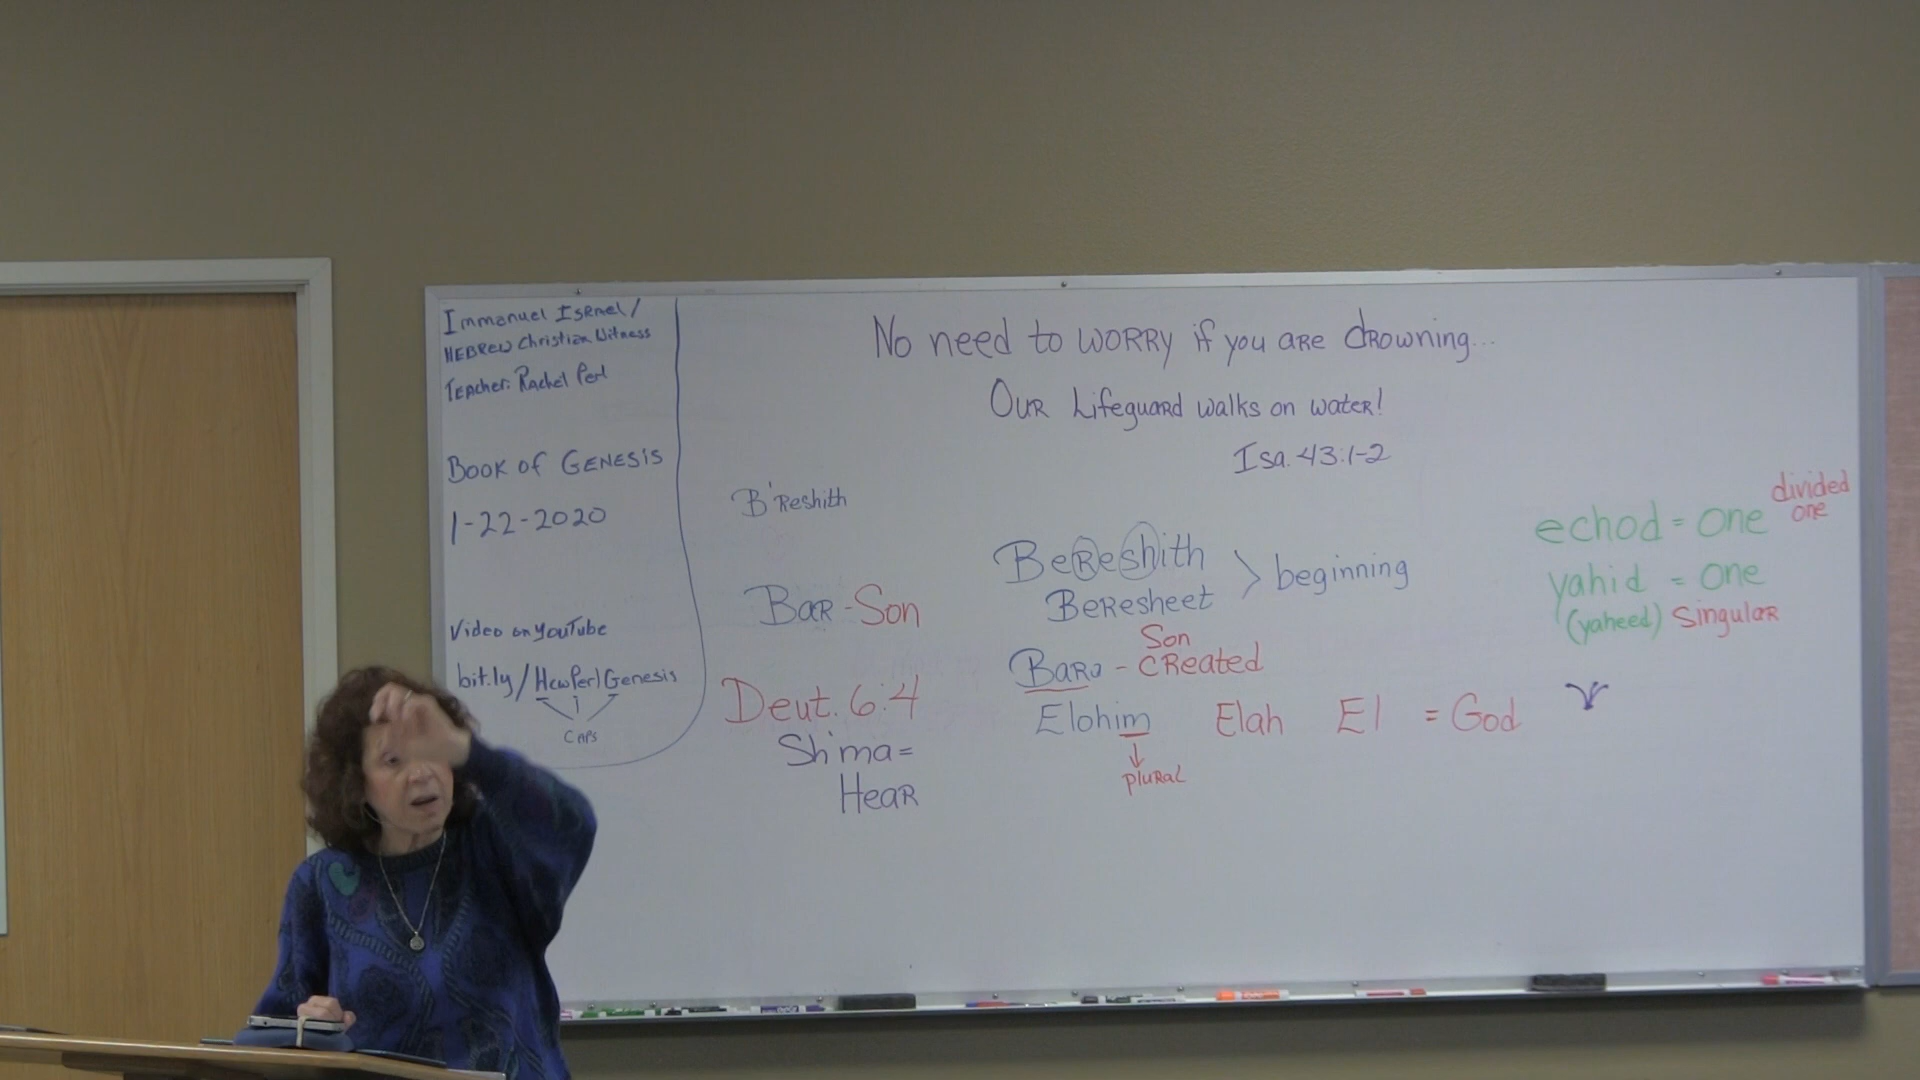 Immanuel Israel/
HEBREW Christian Witness
Teacher: Rachel Perl
BOOK OF GENESIS
1-22-2020
Video on YouTube
bit.ly/HcwPerlGenesis
CAPS
No need to WORRY if you are drowning...
OUR Lifeguard walks on water!
Isa. 43:1-2
B'Reshith
BeReshith
Beresheet
> beginning
Bar - Son
Son
Bara - Created
Deut. 6:4
Sh'ma =
Hear
Elohim Elah El = God
plural
echod = one divided one
yahid = one
(yaheed) Singular